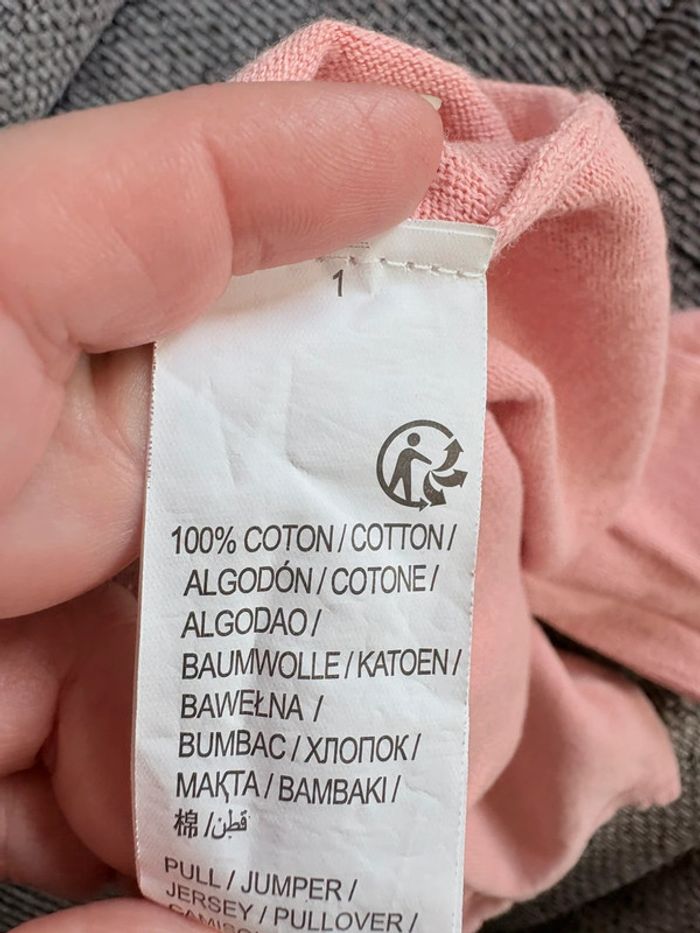 1
100% COTON / COTTON /
ALGODÓN / COTONE /
ALGODAO /
BAUMWOLLE / KATOEN /
BAWEŁNA /
BUMBAC / ХЛОПОК /
МАҚТА / BAMBAKI /
棉 / قطن /
PULL / JUMPER /
JERSEY / PULLOVER /